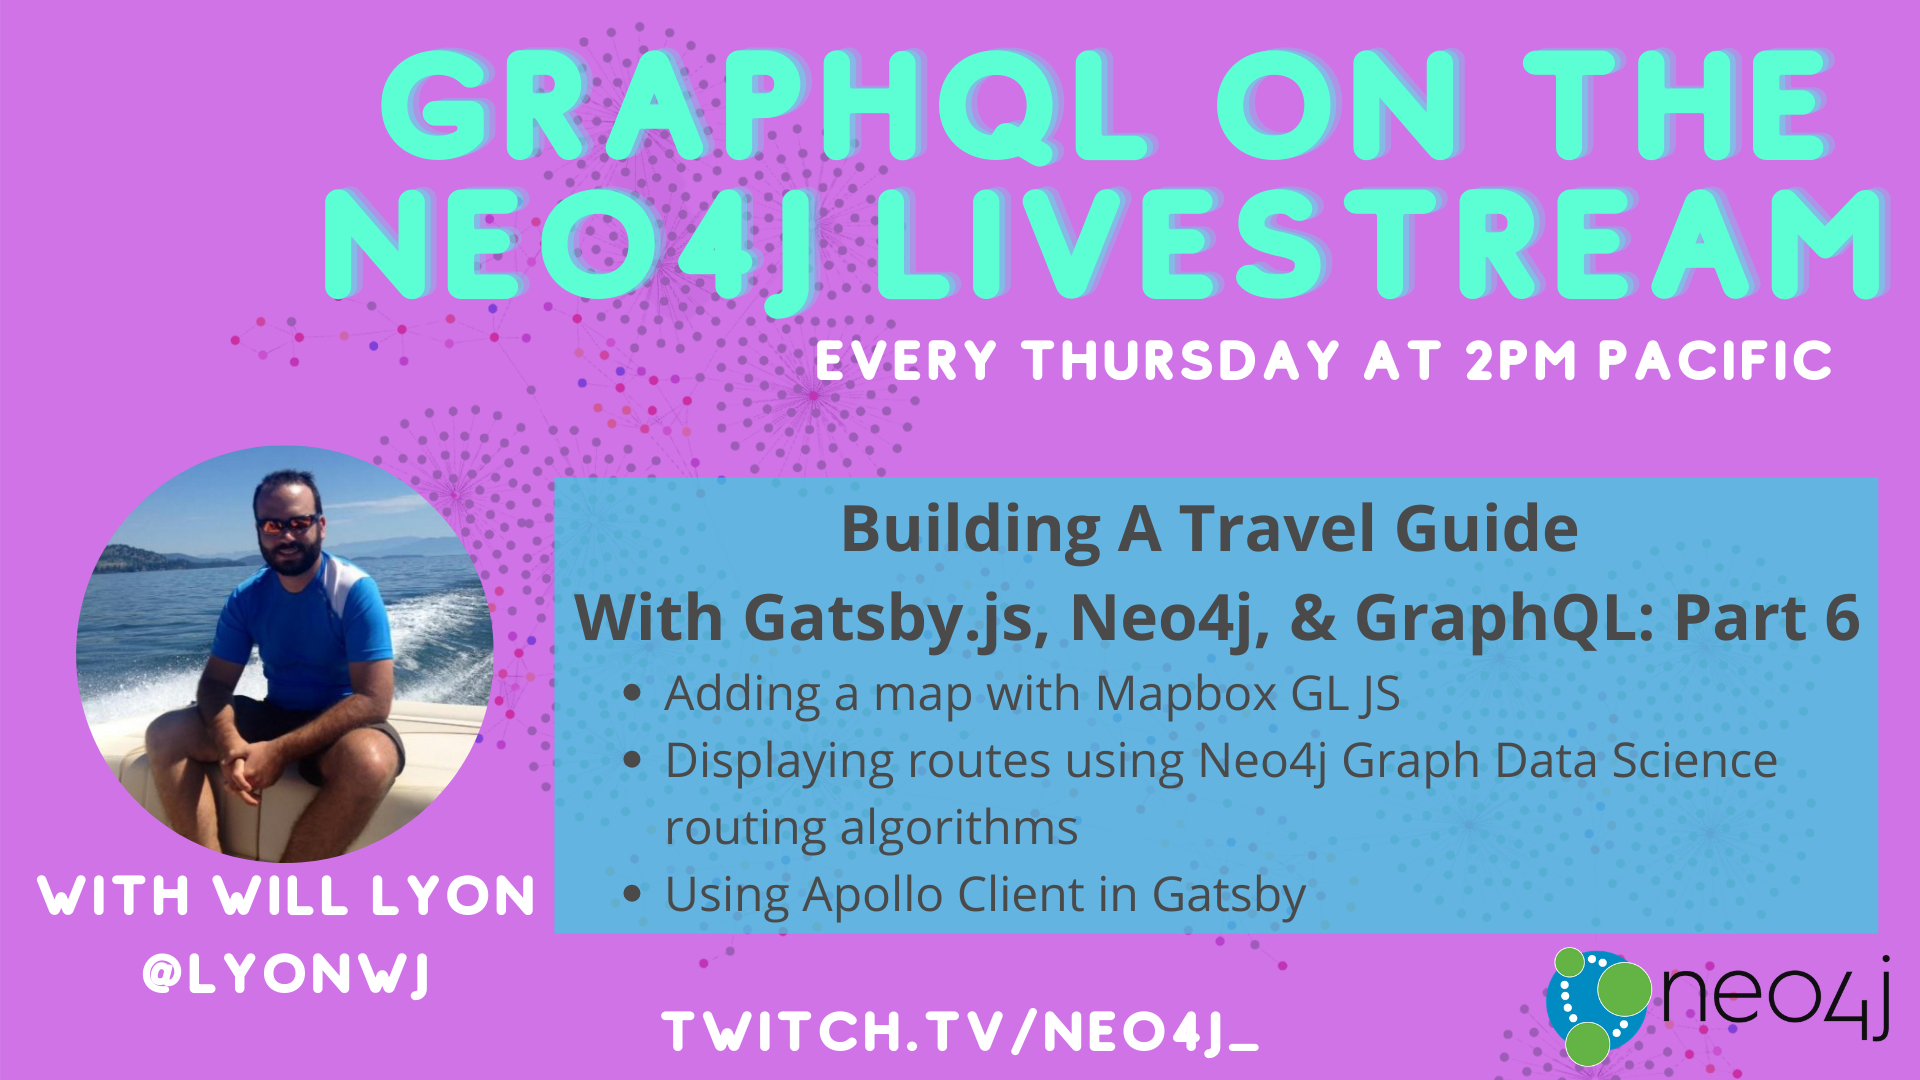 GRAPHQL ON THE
NEO4J LIVESTREAM
EVERY THURSDAY AT 2PM PACIFIC
Building A Travel Guide
With Gatsby.js, Neo4j, & GraphQL: Part 6
• Adding a map with Mapbox GL JS
• Displaying routes using Neo4j Graph Data Science
routing algorithms
• Using Apollo Client in Gatsby
WITH WILL LYON
@LYONWJ
TWITCH.TV/NEO4J_
neo4j